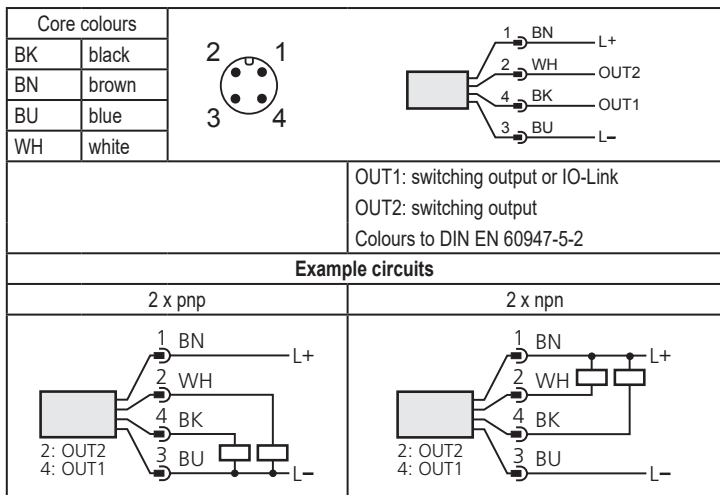 Core colours
BK black
BN brown
BU blue
WH white
2 1
3 4
1 BN L+
2 WH OUT2
4 BK OUT1
3 BU L–
OUT1: switching output or IO-Link
OUT2: switching output
Colours to DIN EN 60947-5-2
Example circuits
2 x pnp 2 x npn
1 BN L+
2 WH
4 BK
3 BU L–
2: OUT2
4: OUT1
1 BN L+
2 WH
4 BK
3 BU L–
2: OUT2
4: OUT1